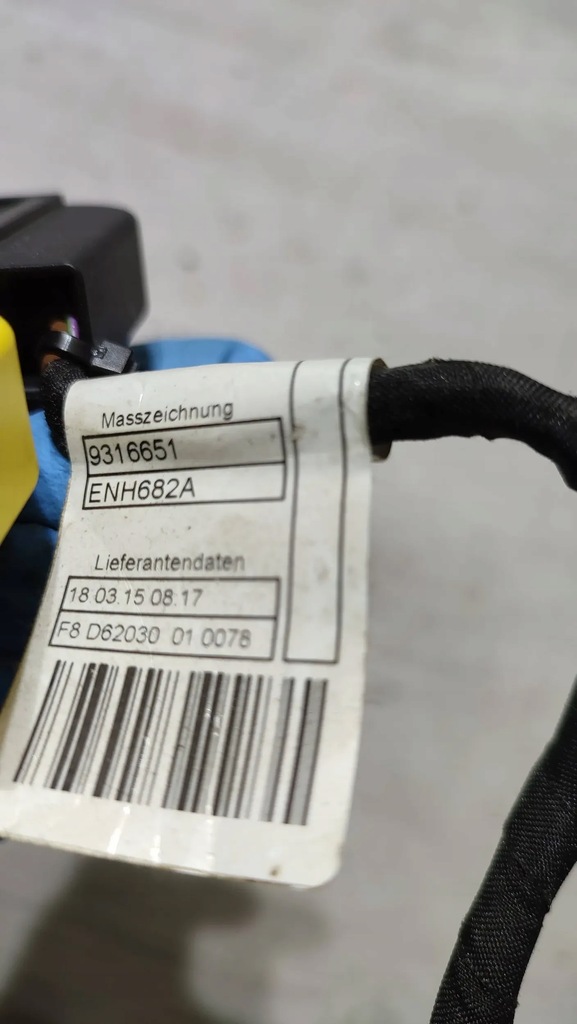 Masszeichnung
9316651
ENH682A
Lieferantendaten
18.03.15 08:17
F8 D62030 01 0078